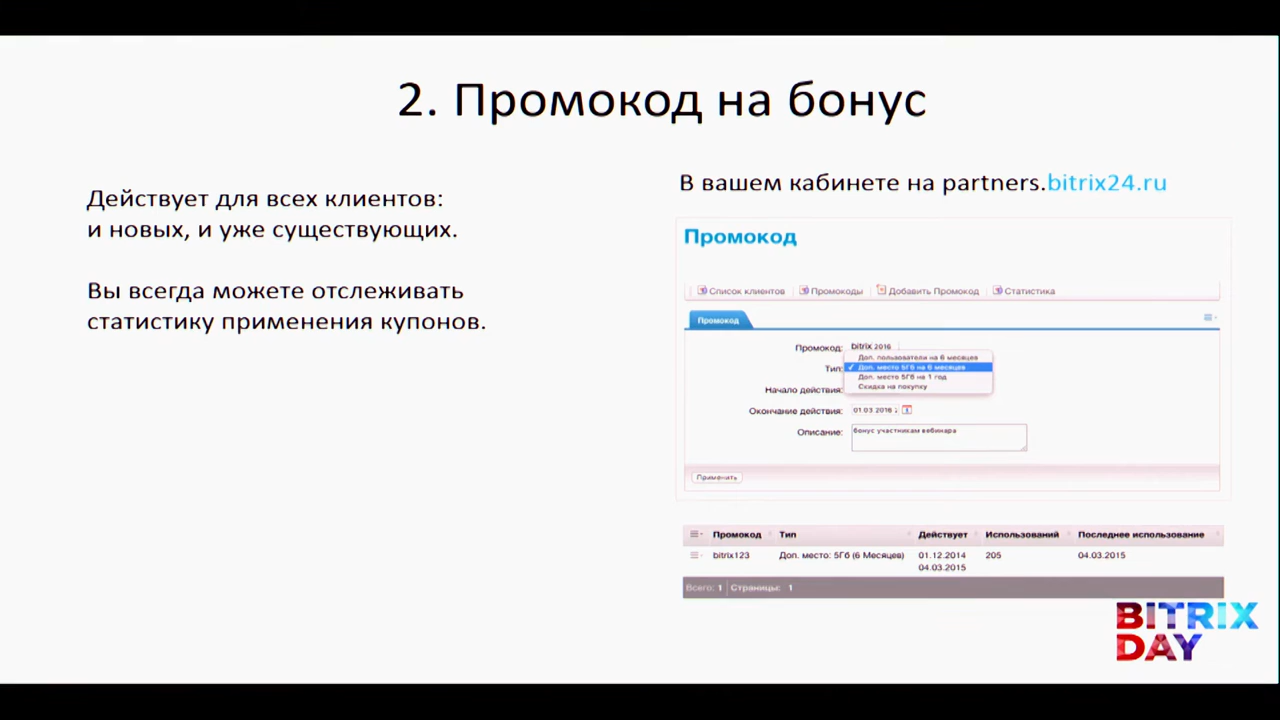 2. Промокод на бонус
Действует для всех клиентов:
и новых, и уже существующих.
Вы всегда можете отслеживать
статистику применения купонов.
В вашем кабинете на partners.bitrix24.ru
Промокод
Список клиентов Промокоды Добавить Промокод Статистика
Промокод
Промокод: bitrix 2016
Доп. пользователи на 6 месяцев
Тип: Доп. место 5Гб на 6 месяцев
Доп. место 5Гб на 1 год
Скидка на покупку
Начало действия:
Окончание действия: 01.03 2016
Описание: бонус участникам вебинара
Применить
Промокод Тип Действует Использований Последнее использование
bitrix123 Доп. место: 5Гб (6 Месяцев) 01.12.2014 205 04.03.2015
04.03.2015
Всего: 1 Страницы: 1
BITRIX
DAY